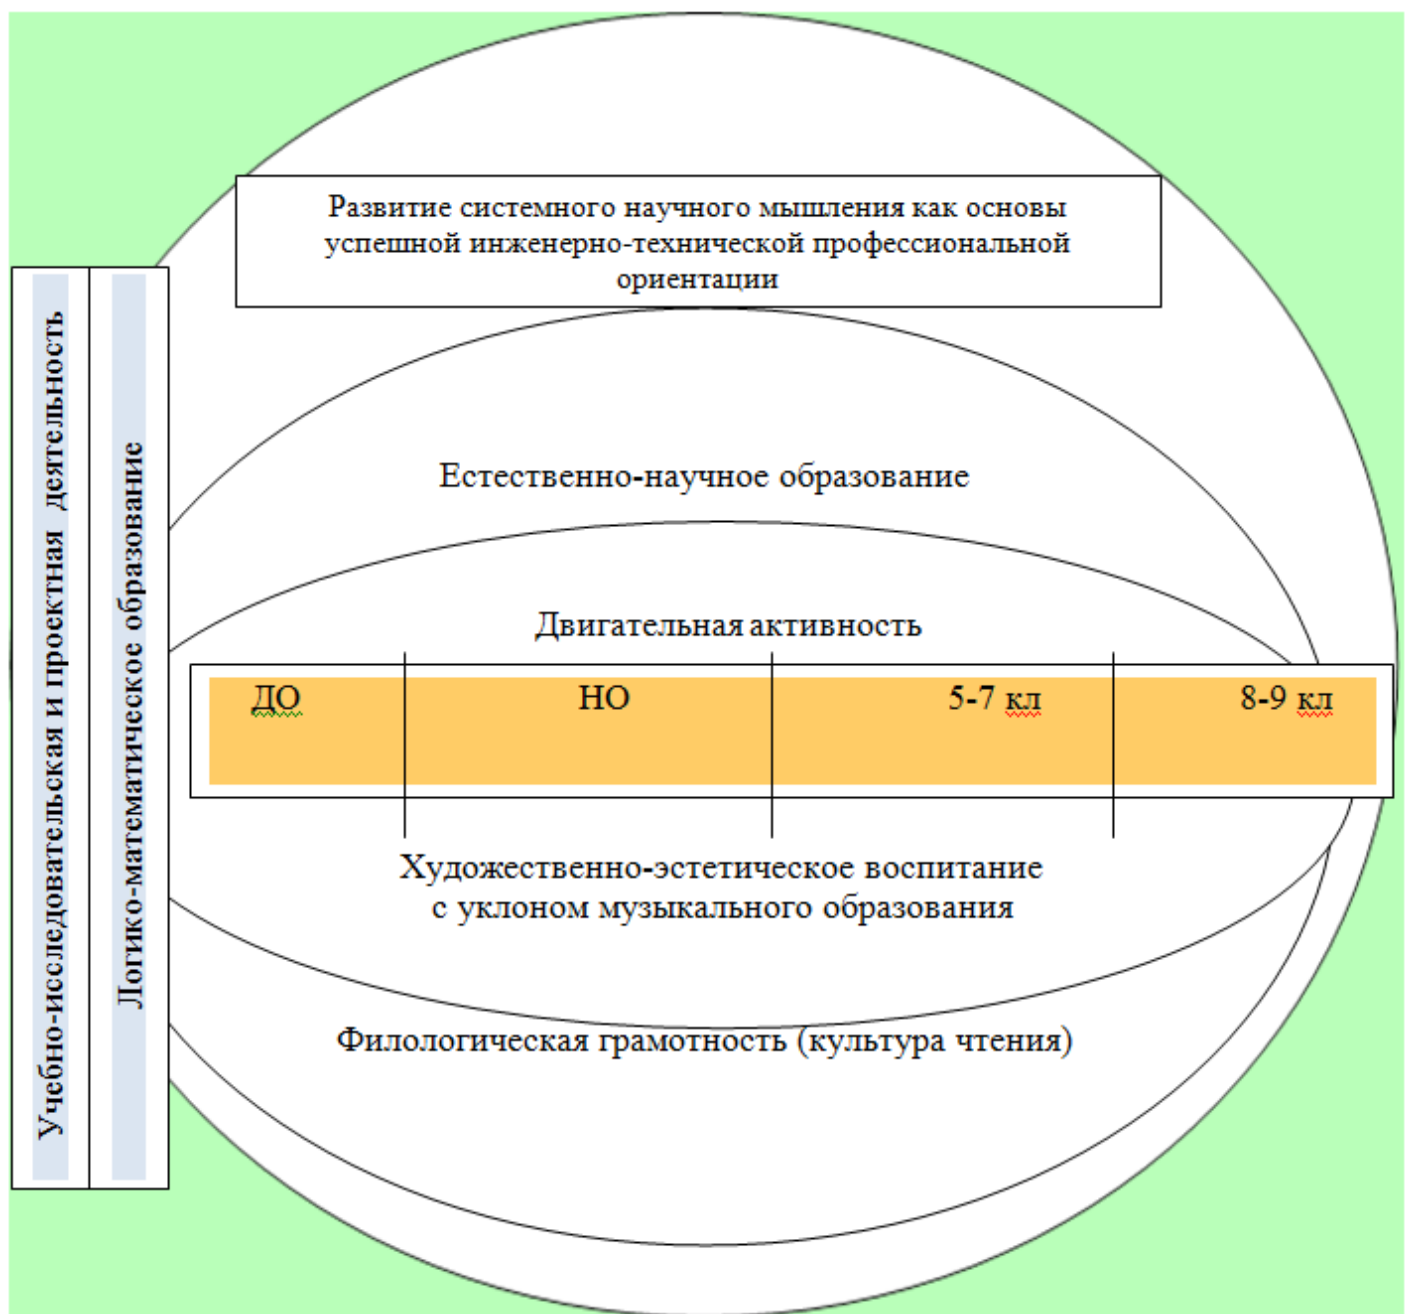 Развитие системного научного мышления как основы
успешной инженерно-технической профессиональной
ориентации
Учебно-исследовательская и проектная деятельность
Логико-математическое образование
Естественно-научное образование
Двигательная активность
ДО НО 5-7 кл 8-9 кл
Художественно-эстетическое воспитание
с уклоном музыкального образования
Филологическая грамотность (культура чтения)